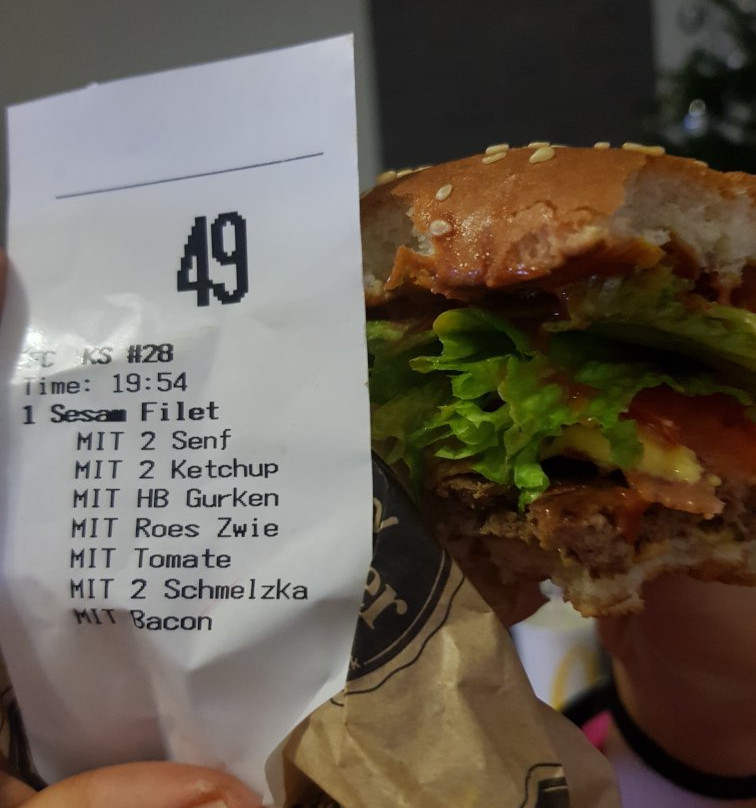 49
KS #28
Time: 19:54
1 Sesam Filet
MIT 2 Senf
MIT 2 Ketchup
MIT HB Gurken
MIT Roes Zwie
MIT Tomate
MIT 2 Schmelzka
MIT Bacon